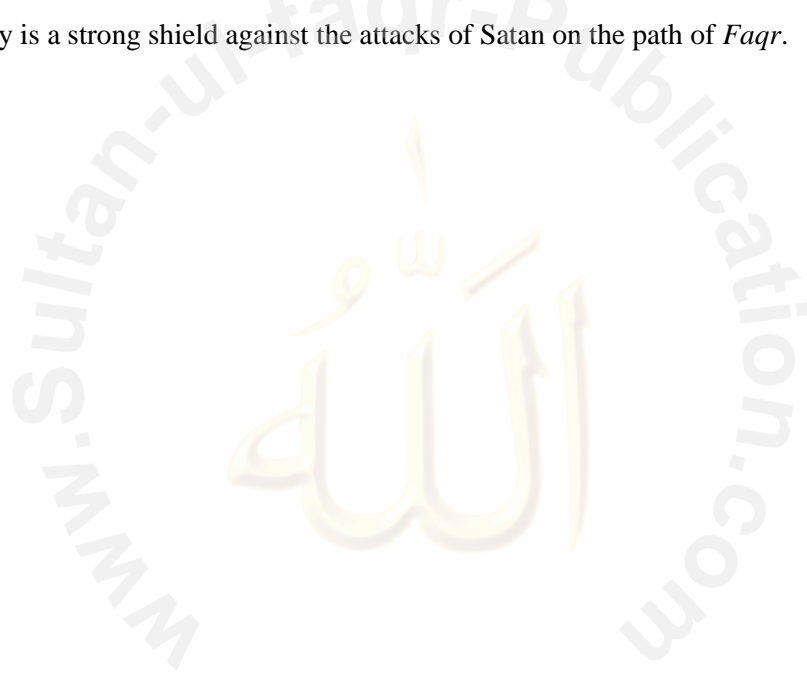 y is a strong shield against the attacks of Satan on the path of Faqr.
www.Sultan-ul-faqr-Publication.com
الله